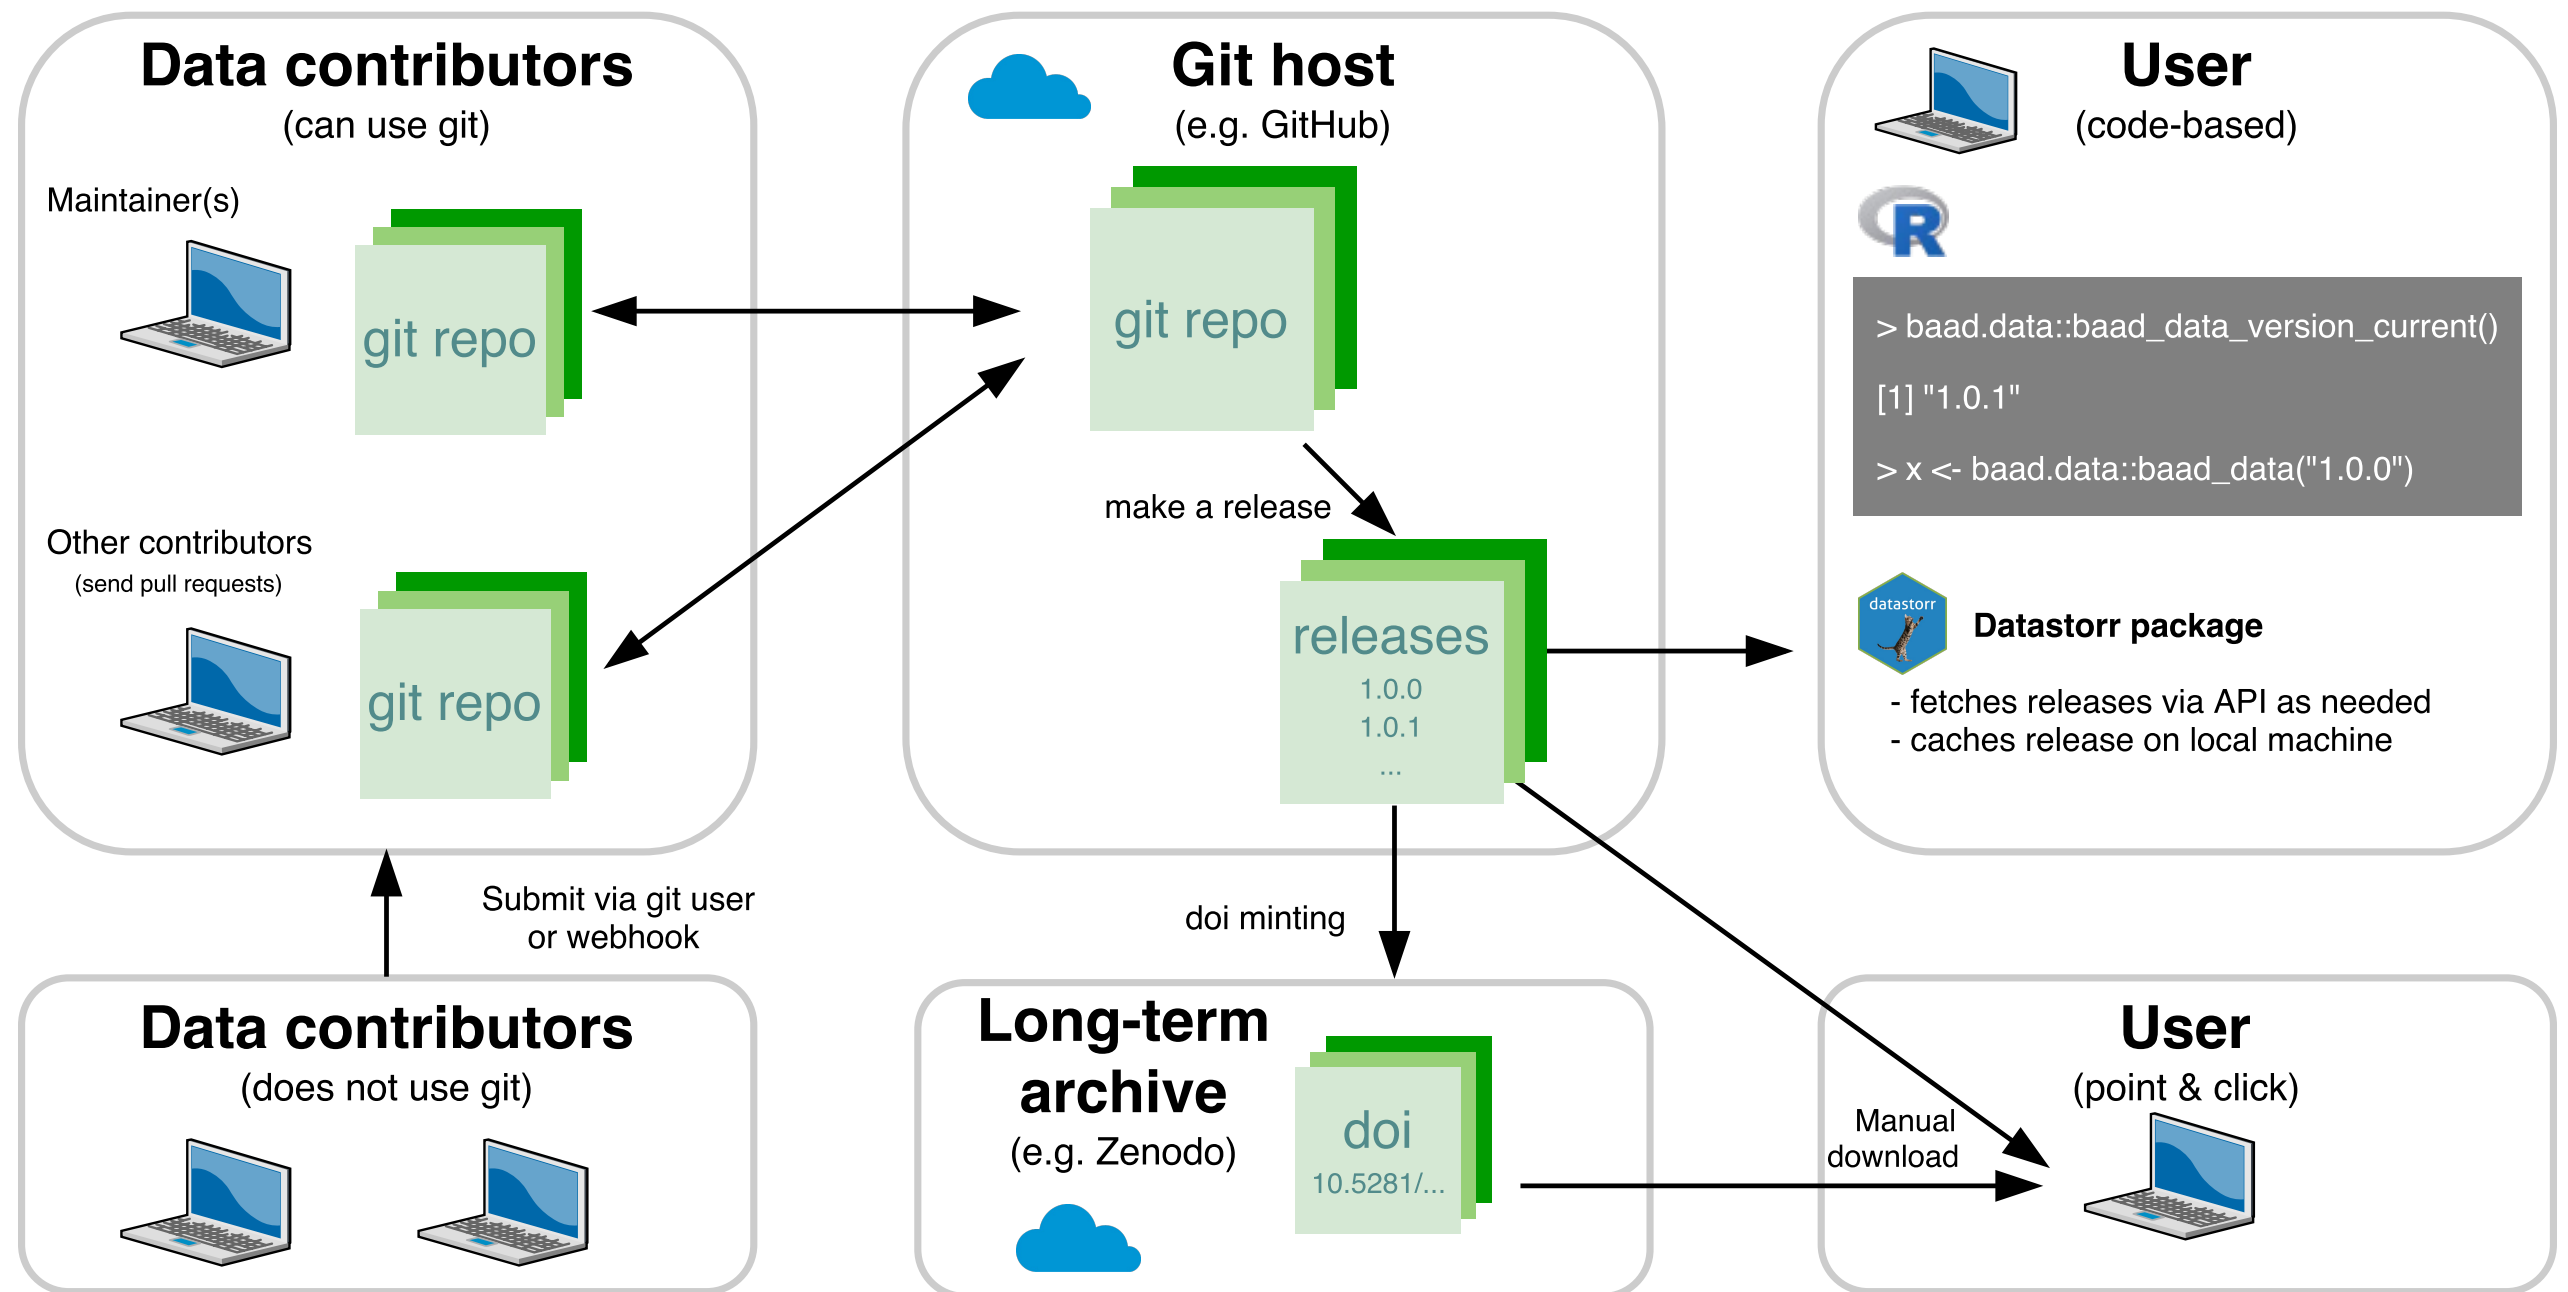 Data contributors
(can use git)
Maintainer(s)
git repo
Other contributors
(send pull requests)
git repo
Submit via git user
or webhook
Data contributors
(does not use git)
Git host
(e.g. GitHub)
git repo
make a release
releases
1.0.0
1.0.1
...
doi minting
Long-term
archive
(e.g. Zenodo)
doi
10.5281/...
User
(code-based)
R
> baad.data::baad_data_version_current()
[1] "1.0.1"
> x <- baad.data::baad_data("1.0.0")
datastorr
Datastorr package
- fetches releases via API as needed
- caches release on local machine
User
(point & click)
Manual
download